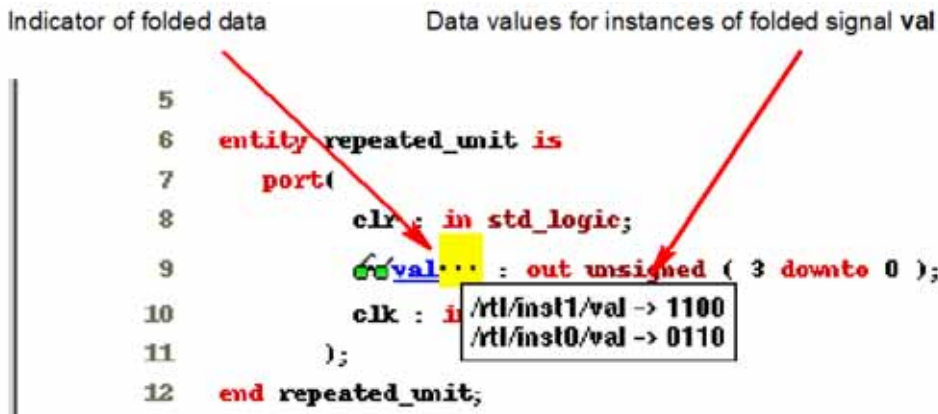 Indicator of folded data
Data values for instances of folded signal val
5
6 entity repeated_unit is
7 port(
8 clr : in std_logic;
9 val... : out unsigned ( 3 downto 0 );
10 clk : in
/rtl/inst1/val -> 1100
/rtl/inst0/val -> 0110
11 );
12 end repeated_unit;